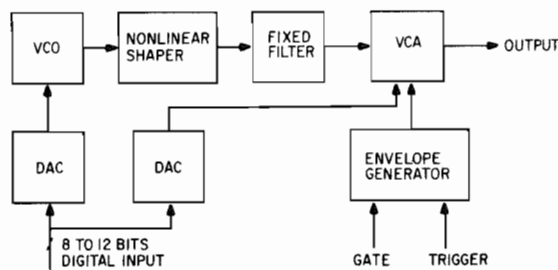 VCO
NONLINEAR
SHAPER
FIXED
FILTER
VCA
OUTPUT
DAC
DAC
ENVELOPE
GENERATOR
8 TO 12 BITS
DIGITAL INPUT
GATE
TRIGGER